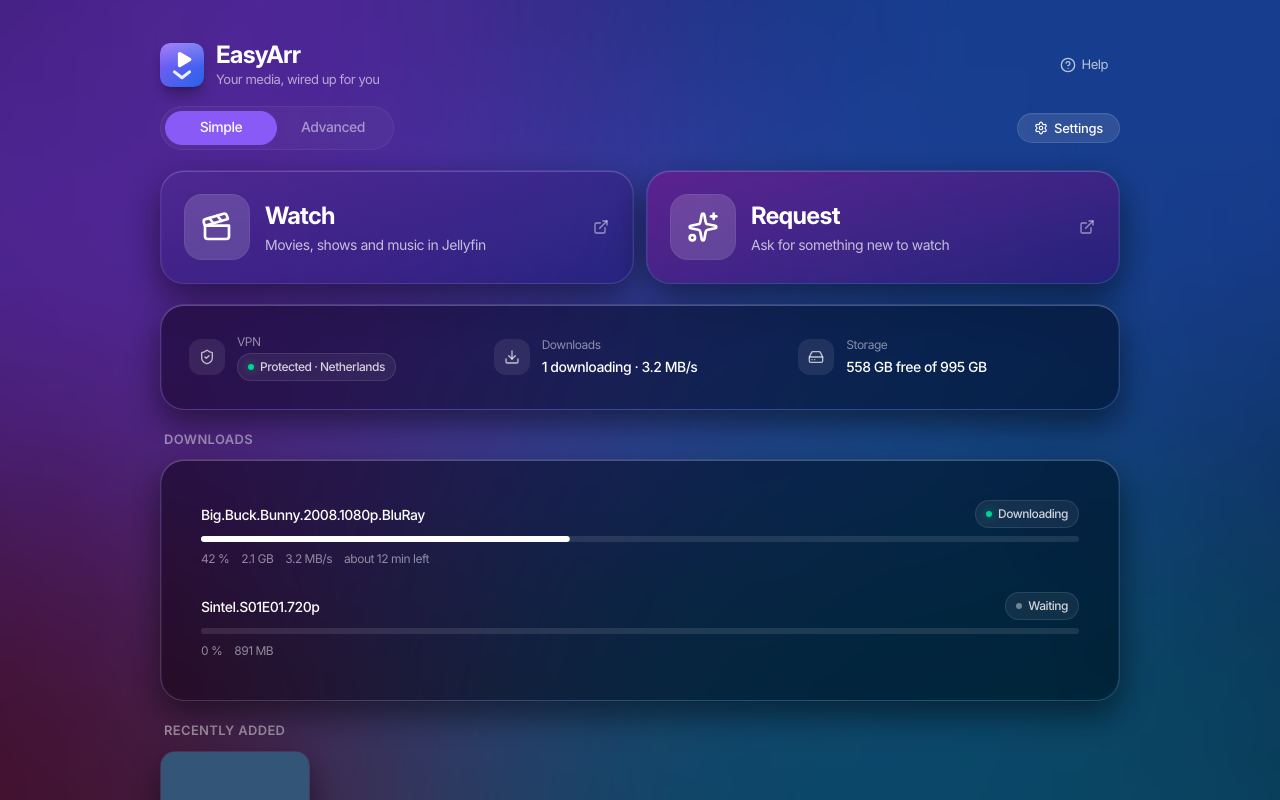 EasyArr
Your media, wired up for you
Help
Simple
Advanced
Settings
Watch
Movies, shows and music in Jellyfin
Request
Ask for something new to watch
VPN
Protected · Netherlands
Downloads
1 downloading · 3.2 MB/s
Storage
558 GB free of 995 GB
DOWNLOADS
Big.Buck.Bunny.2008.1080p.BluRay
Downloading
42 % 2.1 GB 3.2 MB/s about 12 min left
Sintel.S01E01.720p
Waiting
0 % 891 MB
RECENTLY ADDED